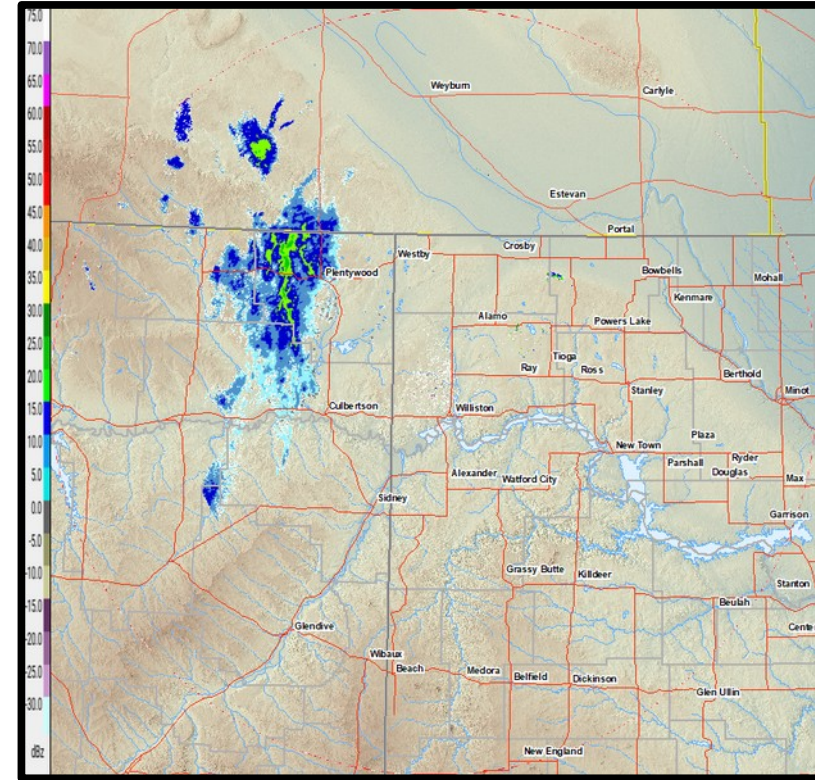 75.0
70.0
65.0
60.0
55.0
50.0
45.0
40.0
35.0
30.0
25.0
20.0
15.0
10.0
5.0
0.0
-5.0
-10.0
-15.0
-20.0
-25.0
-30.0
dBz
Weyburn
Carlyle
Estevan
Portal
Crosby
Westby
Bowbells
Mohall
Plentywood
Kenmare
Alamo
Powers Lake
Tioga
Ray
Ross
Berthold
Stanley
Minot
Culbertson
Williston
Plaza
New Town
Ryder
Parshall
Douglas
Alexander
Watford City
Max
Sidney
Garrison
Grassy Butte
Killdeer
Stanton
Beulah
Glendive
Cente
Wibaux
Beach
Medora
Belfield
Dickinson
Glen Ullin
New England